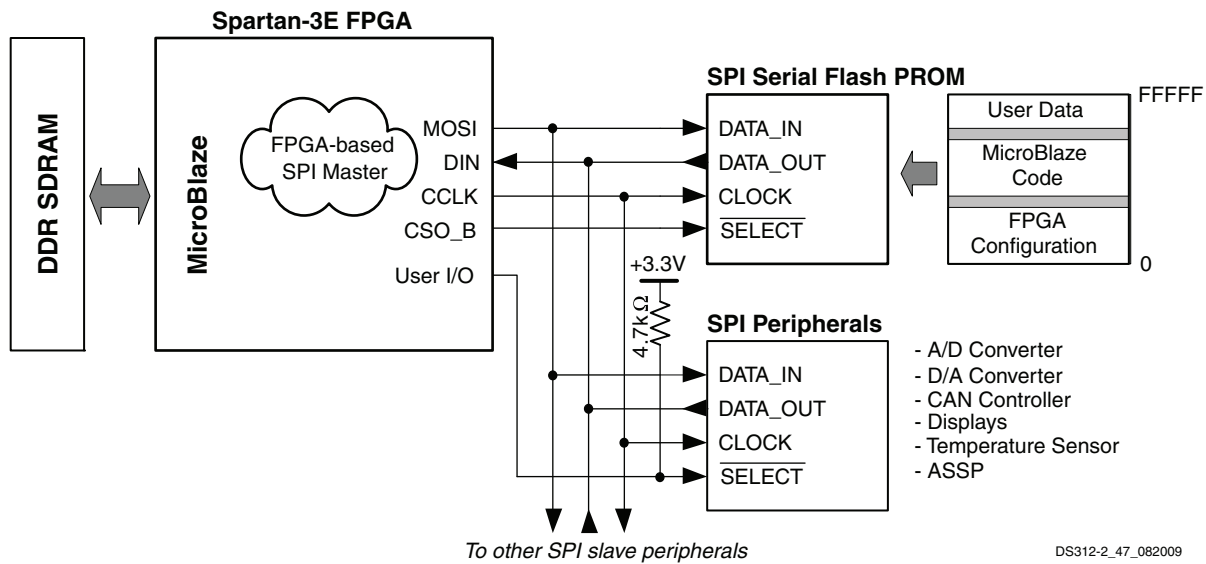 Spartan-3E FPGA
DDR SDRAM
MicroBlaze
FPGA-based
SPI Master
MOSI
DIN
CCLK
CSO_B
User I/O
SPI Serial Flash PROM
DATA_IN
DATA_OUT
CLOCK
SELECT
User Data
MicroBlaze
Code
FPGA
Configuration
FFFFF
0
+3.3V
4.7kΩ
SPI Peripherals
DATA_IN
DATA_OUT
CLOCK
SELECT
- A/D Converter
- D/A Converter
- CAN Controller
- Displays
- Temperature Sensor
- ASSP
To other SPI slave peripherals
DS312-2_47_082009